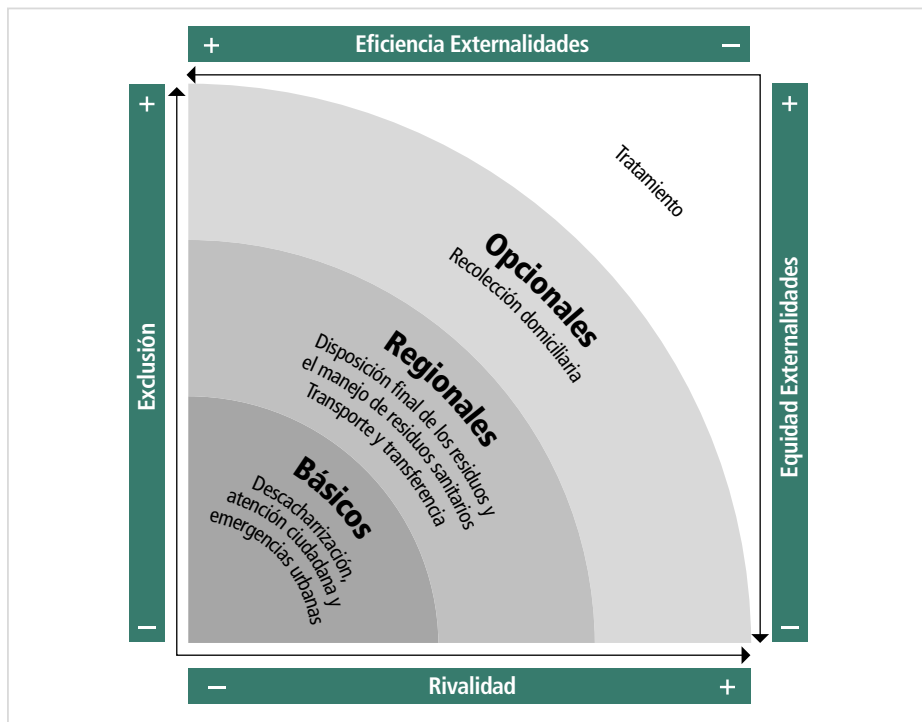 + Eficiencia Externalidades −
+
Exclusión
−
+
Equidad Externalidades
−
Tratamiento
Opcionales
Recolección domiciliaria
Regionales
Disposición final de los residuos y
el manejo de residuos sanitarios
Transporte y transferencia
Básicos
Descacharrización,
atención ciudadana y
emergencias urbanas
− Rivalidad +